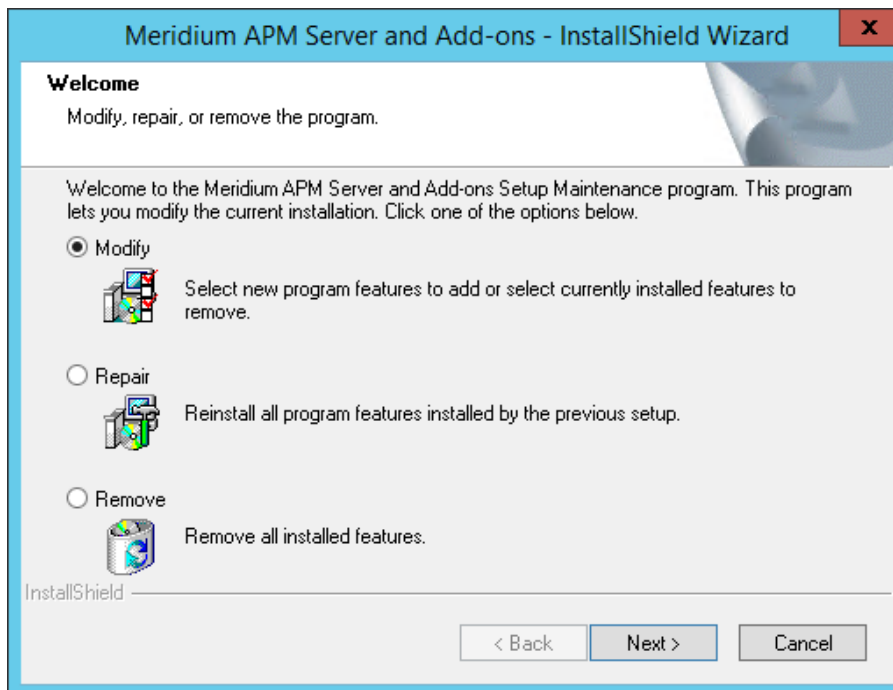 Meridium APM Server and Add-ons - InstallShield Wizard
x
Welcome
Modify, repair, or remove the program.
Welcome to the Meridium APM Server and Add-ons Setup Maintenance program. This program
lets you modify the current installation. Click one of the options below.
Modify
Select new program features to add or select currently installed features to
remove.
Repair
Reinstall all program features installed by the previous setup.
Remove
Remove all installed features.
InstallShield
< Back
Next >
Cancel